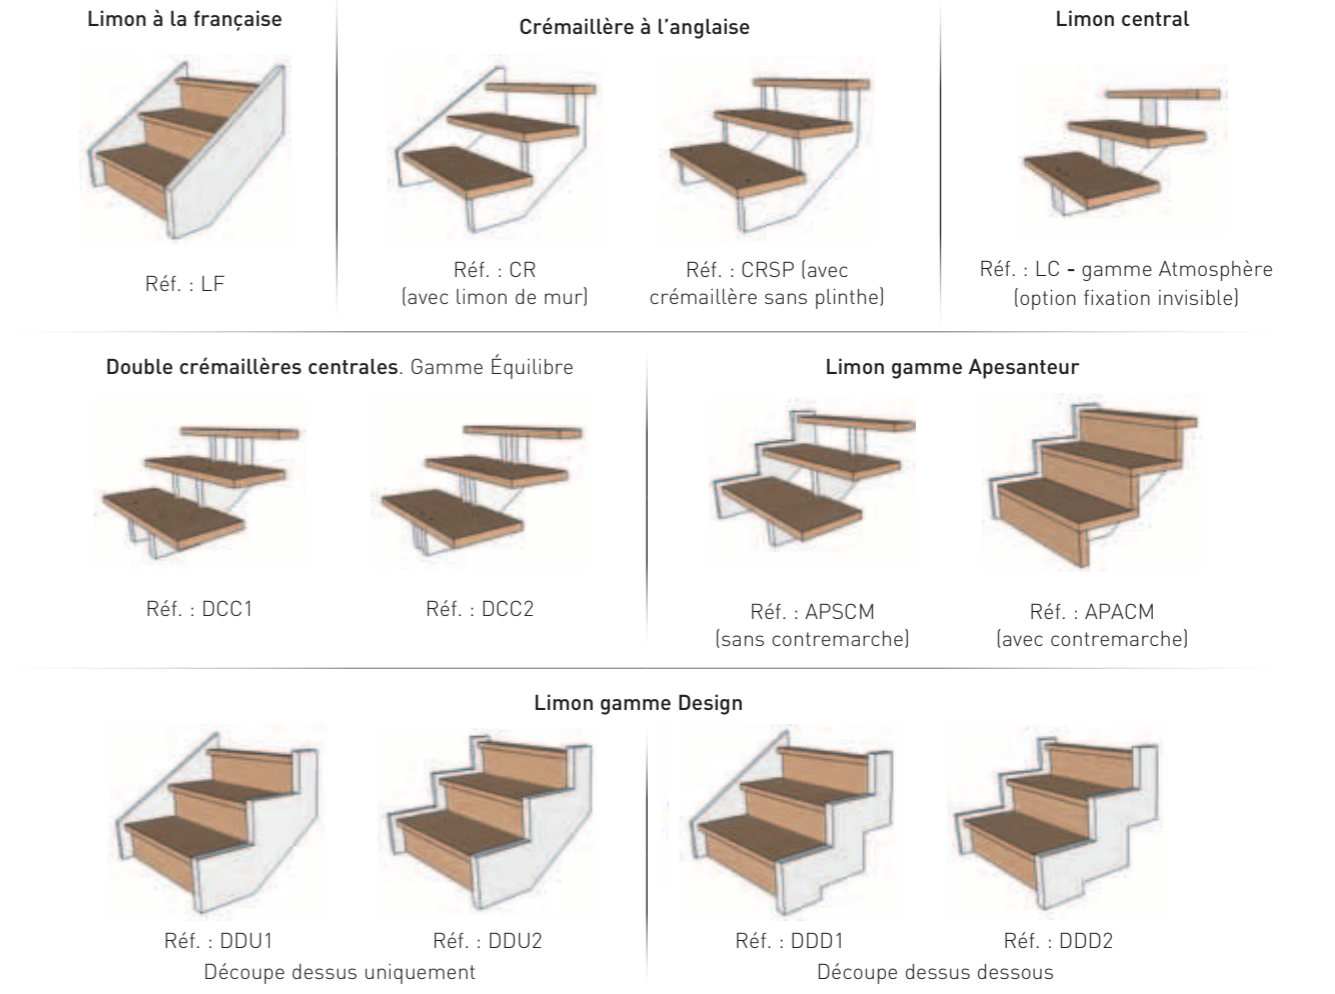 Limon à la française
Crémaillère à l'anglaise
Limon central
Réf. : LF
Réf. : CR
(avec limon de mur)
Réf. : CRSP (avec
crémaillère sans plinthe)
Réf. : LC - gamme Atmosphère
(option fixation invisible)
Double crémaillères centrales. Gamme Équilibre
Limon gamme Apesanteur
Réf. : DCC1
Réf. : DCC2
Réf. : APSCM
(sans contremarche)
Réf. : APACM
(avec contremarche)
Limon gamme Design
Réf. : DDU1
Réf. : DDU2
Découpe dessus uniquement
Réf. : DDD1
Réf. : DDD2
Découpe dessus dessous